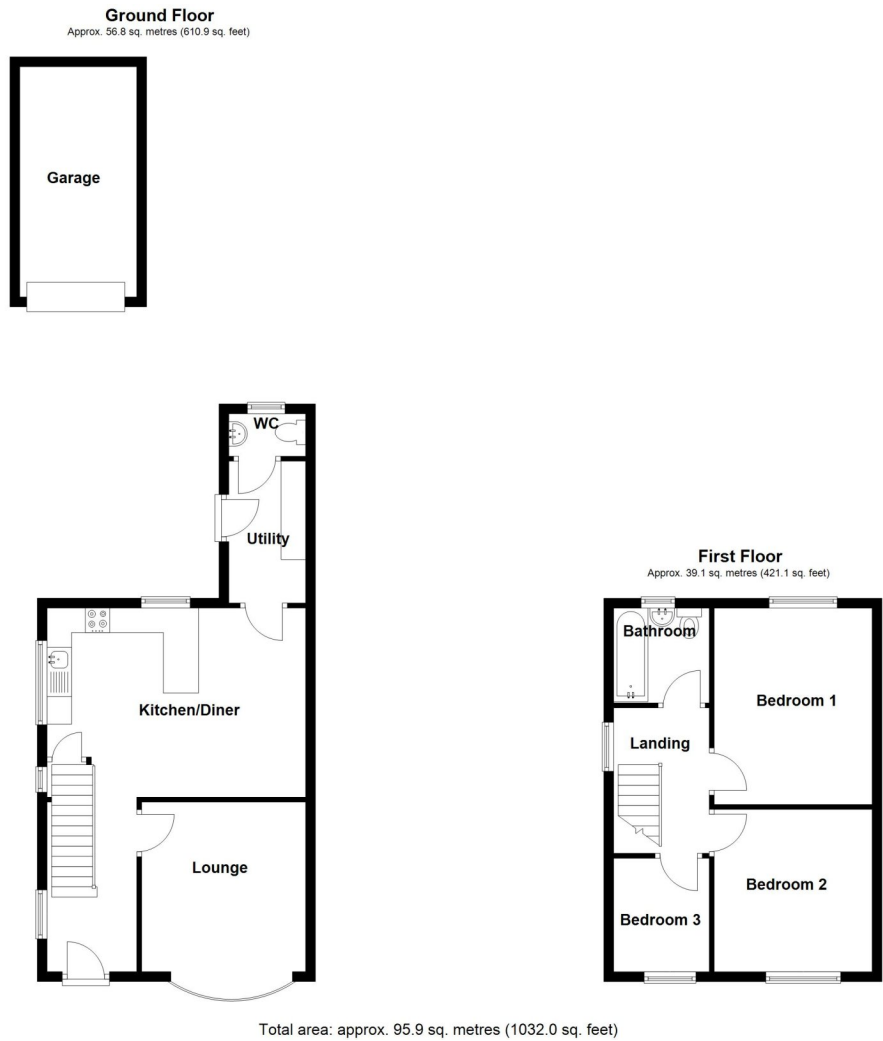 Ground Floor
Approx. 56.8 sq. metres (610.9 sq. feet)
Garage
WC
Utility
Kitchen/Diner
Lounge
First Floor
Approx. 39.1 sq. metres (421.1 sq. feet)
Bathroom
Bedroom 1
Landing
Bedroom 2
Bedroom 3
Total area: approx. 95.9 sq. metres (1032.0 sq. feet)